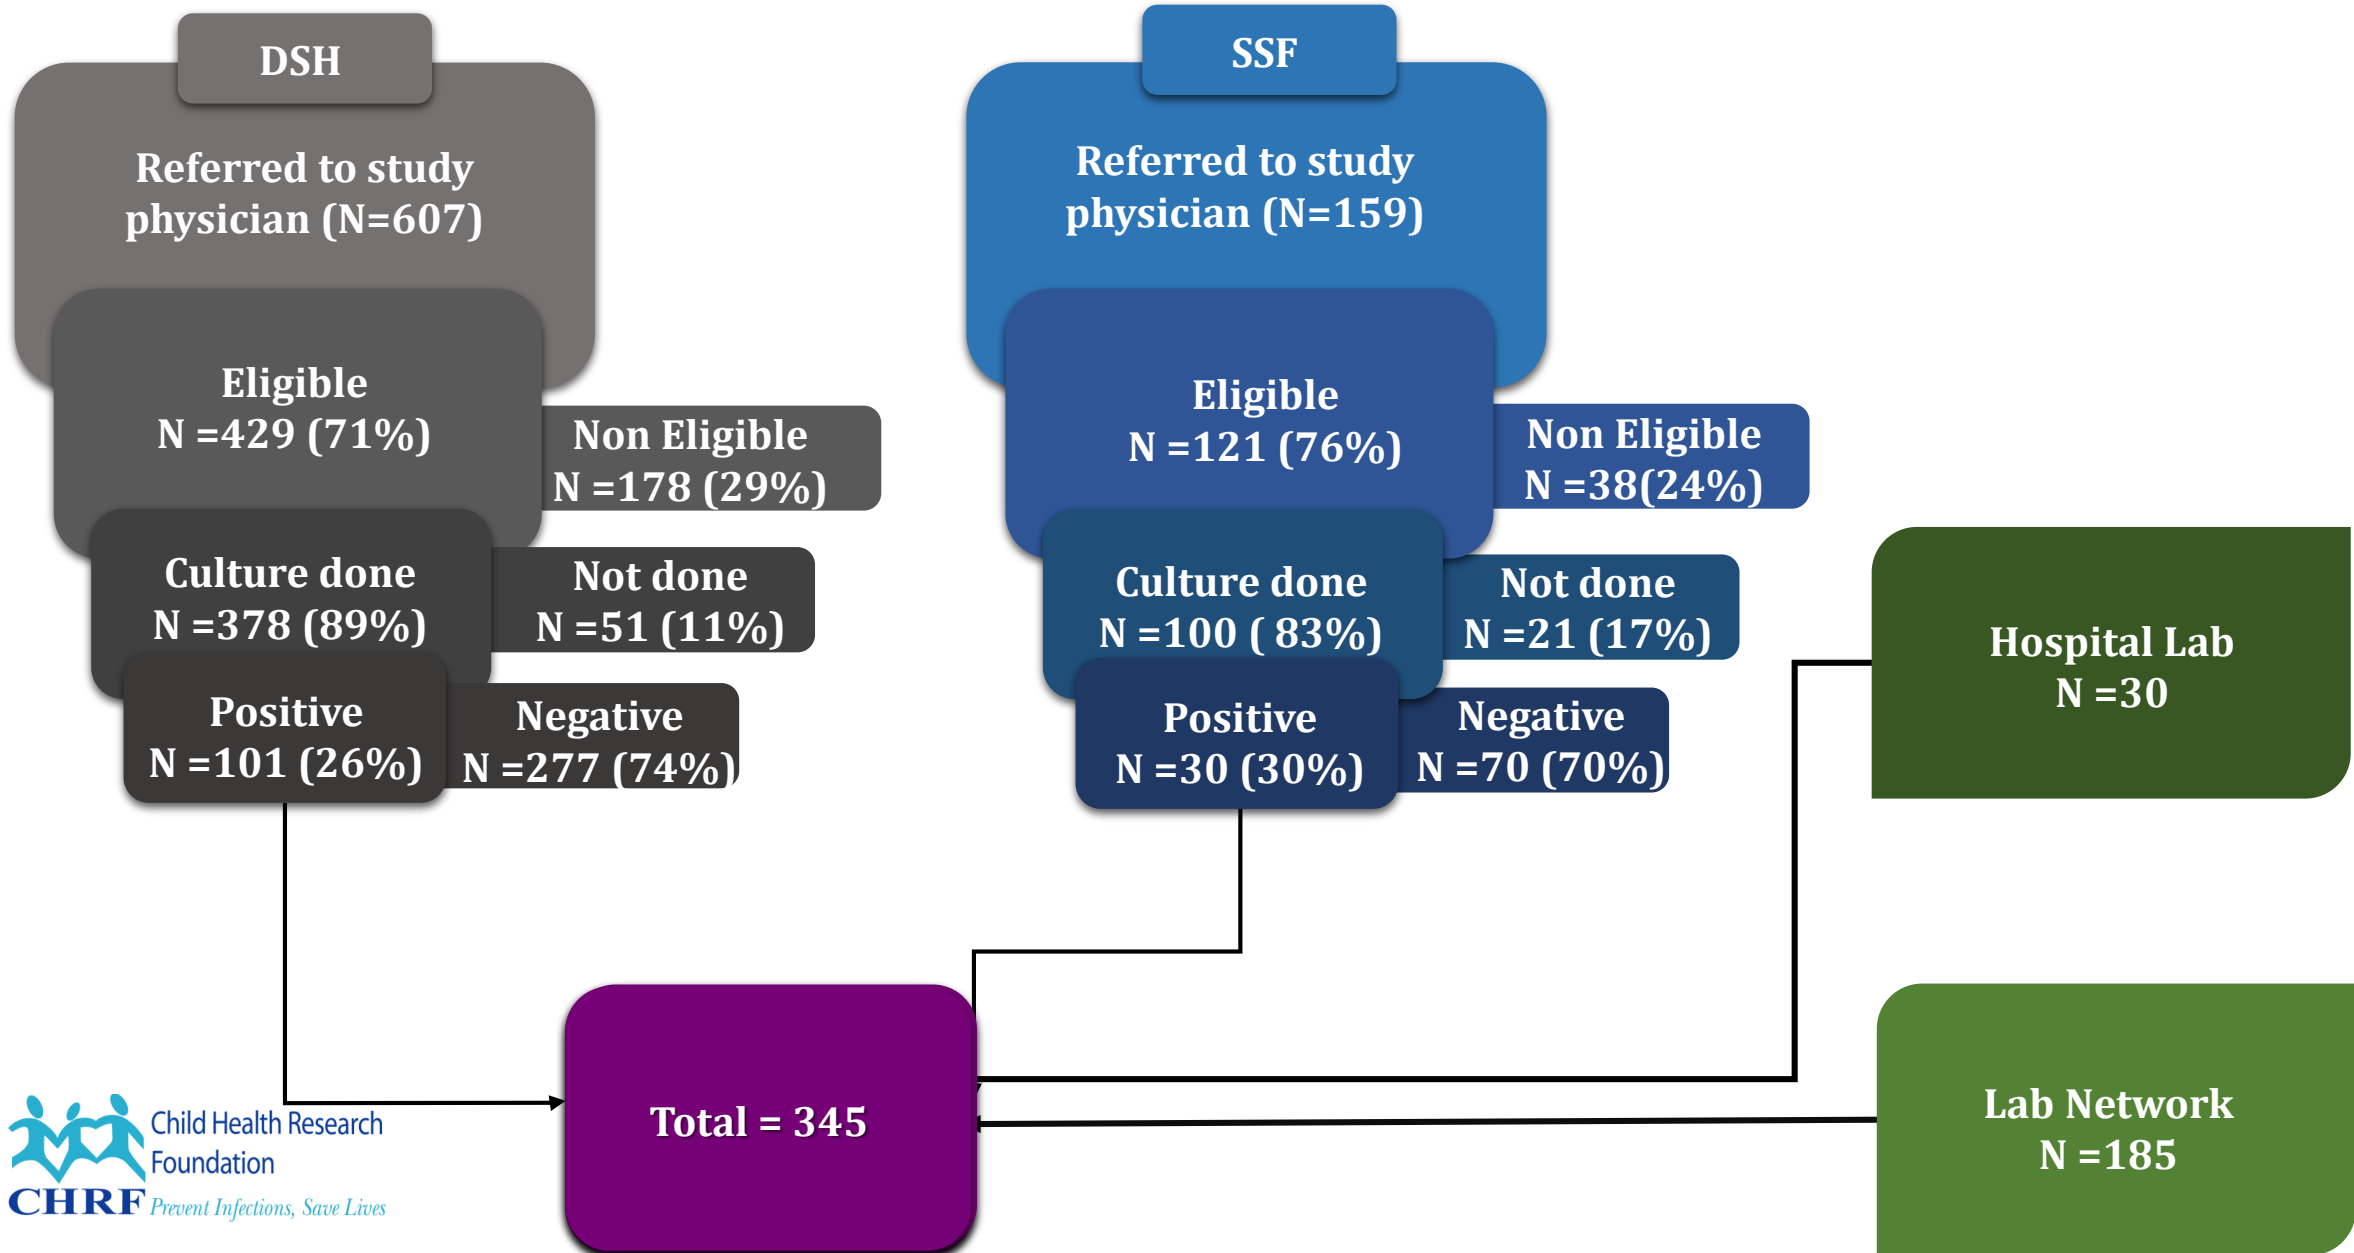 DSH
Referred to study
physician (N=607)
Eligible
N =429 (71%)
Non Eligible
N =178 (29%)
Culture done
N =378 (89%)
Not done
N =51 (11%)
Positive
N =101 (26%)
Negative
N =277 (74%)
SSF
Referred to study
physician (N=159)
Eligible
N =121 (76%)
Non Eligible
N =38(24%)
Culture done
N =100 ( 83%)
Not done
N =21 (17%)
Positive
N =30 (30%)
Negative
N =70 (70%)
Hospital Lab
N =30
Lab Network
N =185
Total = 345
Child Health Research
Foundation
CHRF
Prevent Infections, Save Lives